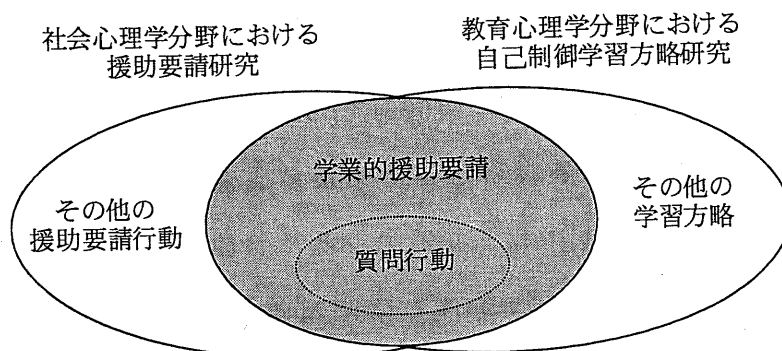 社会心理学分野における
援助要請研究
教育心理学分野における
自己制御学習方略研究
学業的援助要請
その他の
援助要請行動
その他の
学習方略
質問行動